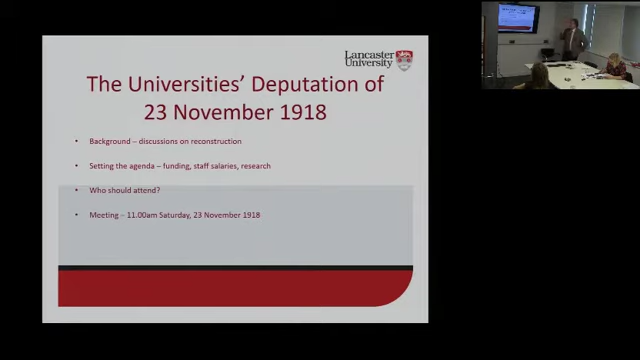 Lancaster
University
The Universities' Deputation of
23 November 1918
• Background – discussions on reconstruction
• Setting the agenda – funding, staff salaries, research
• Who should attend?
• Meeting – 11.00am Saturday, 23 November 1918